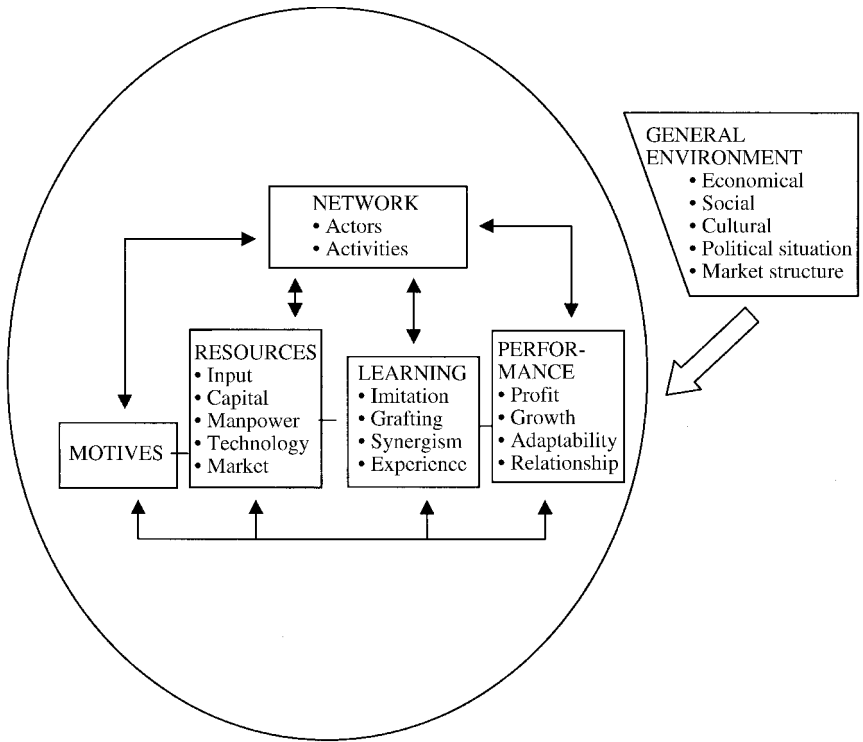 GENERAL
ENVIRONMENT
• Economical
• Social
• Cultural
• Political situation
• Market structure
NETWORK
• Actors
• Activities
MOTIVES
RESOURCES
• Input
• Capital
• Manpower
• Technology
• Market
LEARNING
• Imitation
• Grafting
• Synergism
• Experience
PERFOR-
MANCE
• Profit
• Growth
• Adaptability
• Relationship